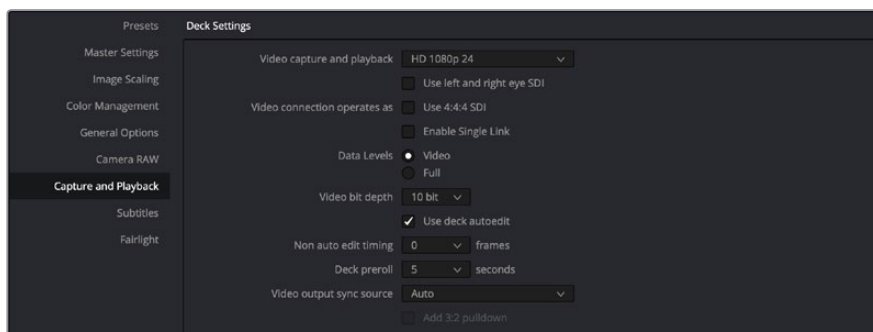 Presets
Master Settings
Image Scaling
Color Management
General Options
Camera RAW
Capture and Playback
Subtitles
Fairlight
Deck Settings
Video capture and playback HD 1080p 24
Use left and right eye SDI
Video connection operates as Use 4:4:4 SDI
Enable Single Link
Data Levels Video
Full
Video bit depth 10 bit
Use deck autoedit
Non auto edit timing 0 frames
Deck preroll 5 seconds
Video output sync source Auto
Add 3:2 pulldown